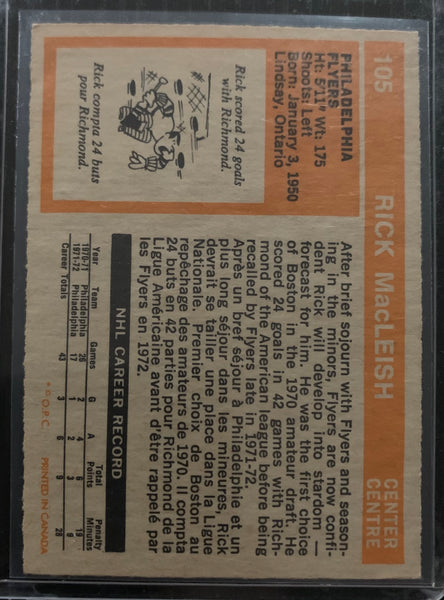 105
RICK MacLEISH
CENTER
CENTRE
PHILADELPHIA
FLYERS
Ht: 5'11" Wt: 175
Shoots: Left
Born: January 3, 1950
Lindsay, Ontario
Rick scored 24 goals
with Richmond.
Rick compta 24 buts
pour Richmond.
After brief sojourn with Flyers and season-
ing in the minors, Flyers are now confi-
dent Rick will develop into stardom —
forecast for him. He was the first choice
of Boston in the 1970 amateur draft. He
scored 24 goals in 42 games with Rich-
mond of the American league before being
recalled by Flyers late in 1971-72.
Après un bref séjour à Philadelphie et un
plus long séjour dans les mineures, Rick
devrait se tailler une place dans la Ligue
Nationale. Premier choix de Boston au
repêchage des amateurs de 1970. Il compta
24 buts en 42 parties pour Richmond de la
Ligue Américaine avant d'être rappelé par
les Flyers en 1972.
NHL CAREER RECORD
Year Team Games G A Total Points Penalty Minutes
1970-71 Philadelphia 26 2 4 6 19
1971-72 Philadelphia 17 1 2 3 9
Career Totals 43 3 6 9 28
* © O.P.C. PRINTED IN CANADA